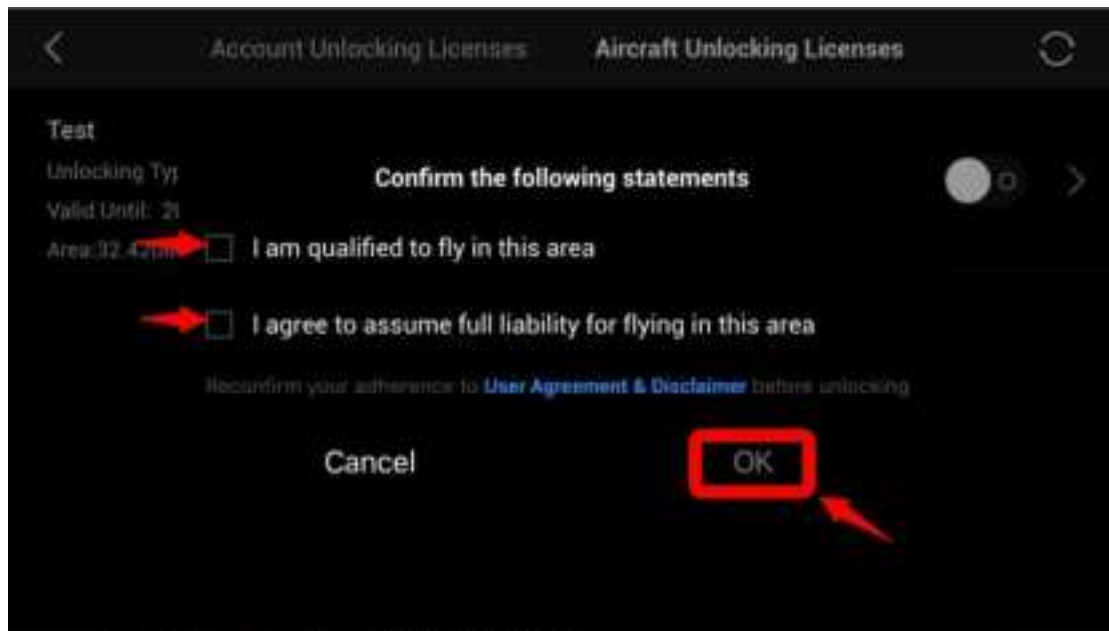 Account Unlocking Licenses Aircraft Unlocking Licenses
Test
Unlocking Typ
Confirm the following statements
Valid Until:
I am qualified to fly in this area
I agree to assume full liability for flying in this area
Reconfirm your adherence to User Agreement & Disclaimer before unlocking
Cancel OK